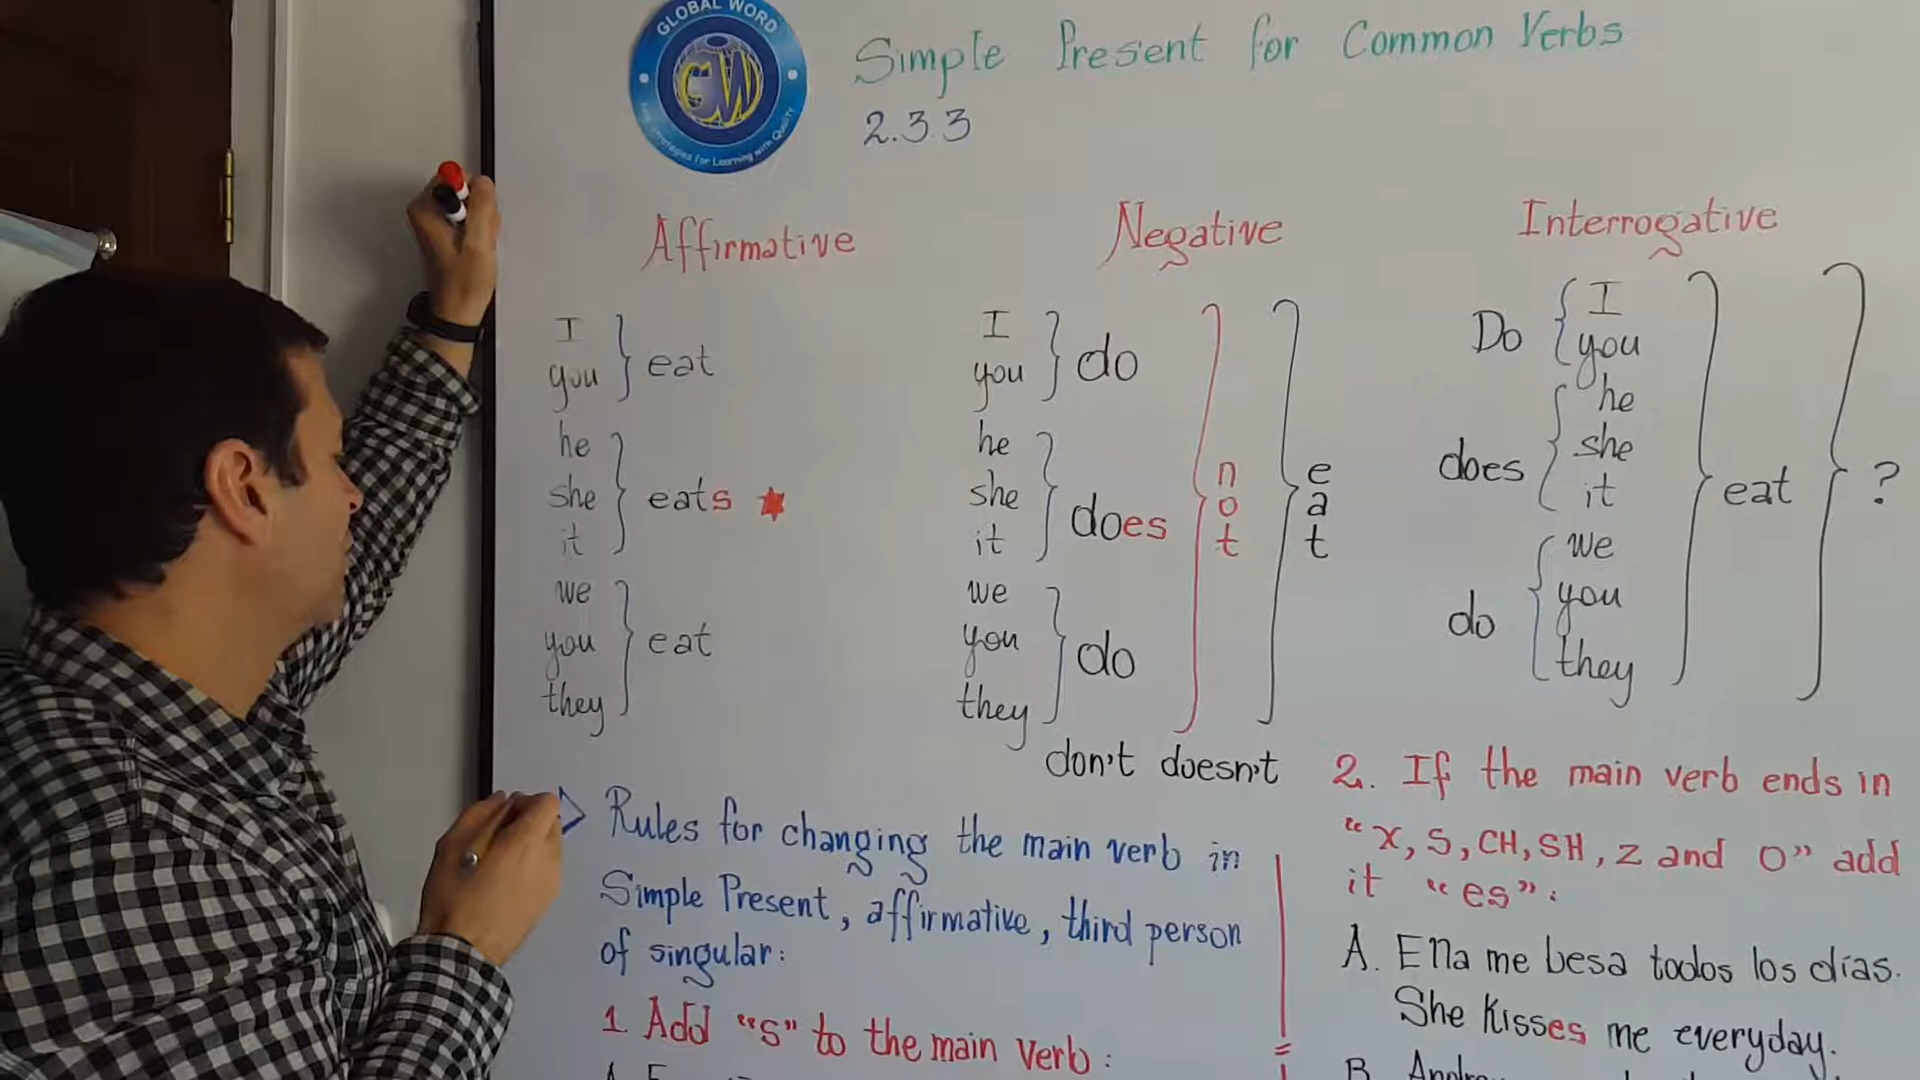 GLOBAL WORD
GW
Simple Present for Common Verbs
2.3.3
Affirmative
I
you
eat
he
she
it
eats
we
you
they
eat
Negative
I
you
do
he
she
it
does
we
you
they
do
not
eat
don't doesn't
Interrogative
Do
I
you
does
he
she
it
do
we
you
they
eat
?
Rules for changing the main verb in
Simple Present, affirmative, third person
of singular:
1. Add "S" to the main verb:
2. If the main verb ends in
"X, S, CH, SH, Z and O" add
it "es":
A. Ella me besa todos los días.
She kisses me everyday.
B.